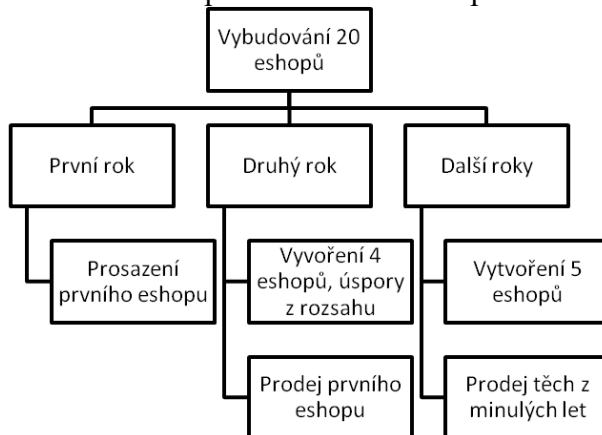 Vybudování 20
eshopů
První rok
Druhý rok
Další roky
Prosazení
prvního eshopu
Vyvoření 4
eshopů, úspory
z rozsahu
Vytvoření 5
eshopů
Prodej prvního
eshopu
Prodej těch z
minulých let